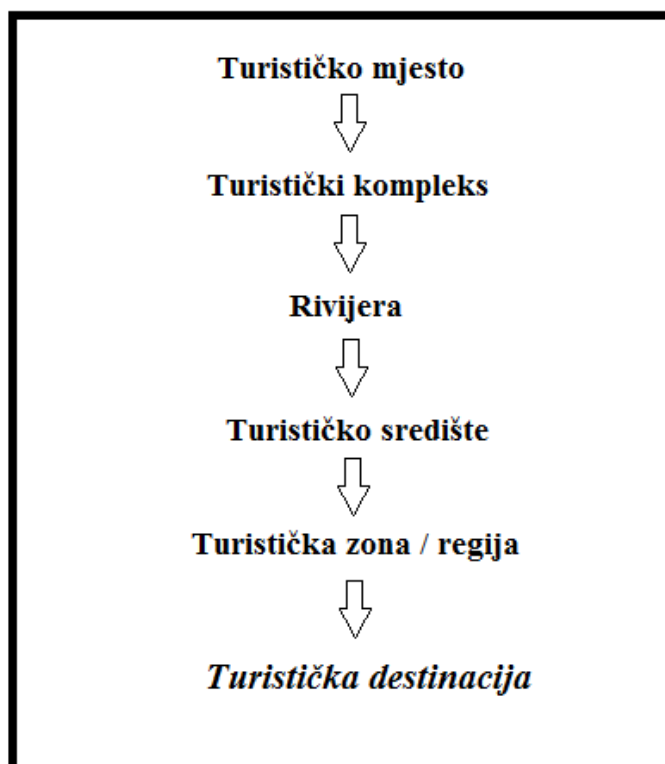 Turističko mjesto
Turistički kompleks
Rivijera
Turističko središte
Turistička zona / regija
Turistička destinacija